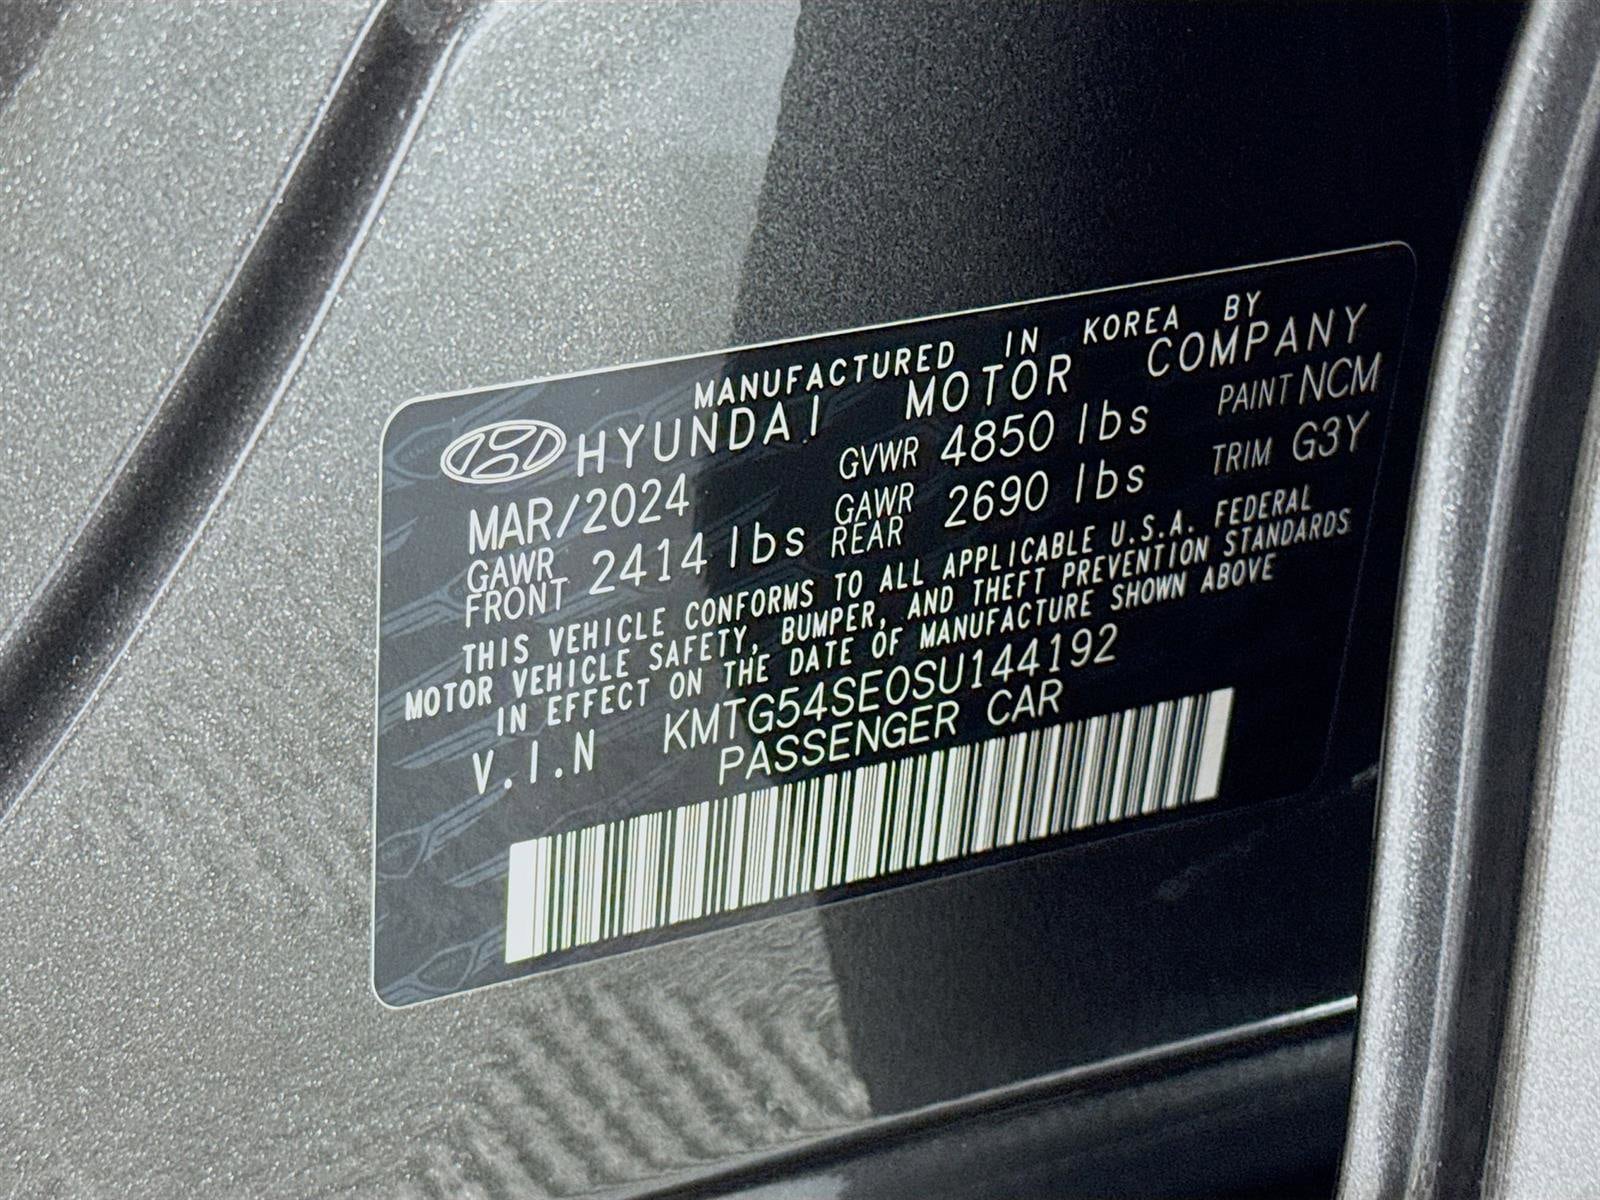 MANUFACTURED IN KOREA BY
HYUNDAI MOTOR COMPANY
MAR/2024 GVWR 4850 lbs PAINT NCM
GAWR FRONT 2414 lbs GAWR REAR 2690 lbs TRIM G3Y
THIS VEHICLE CONFORMS TO ALL APPLICABLE U.S.A. FEDERAL
MOTOR VEHICLE SAFETY, BUMPER, AND THEFT PREVENTION STANDARDS
IN EFFECT ON THE DATE OF MANUFACTURE SHOWN ABOVE
V.I.N KMTG54SE0SU144192
PASSENGER CAR